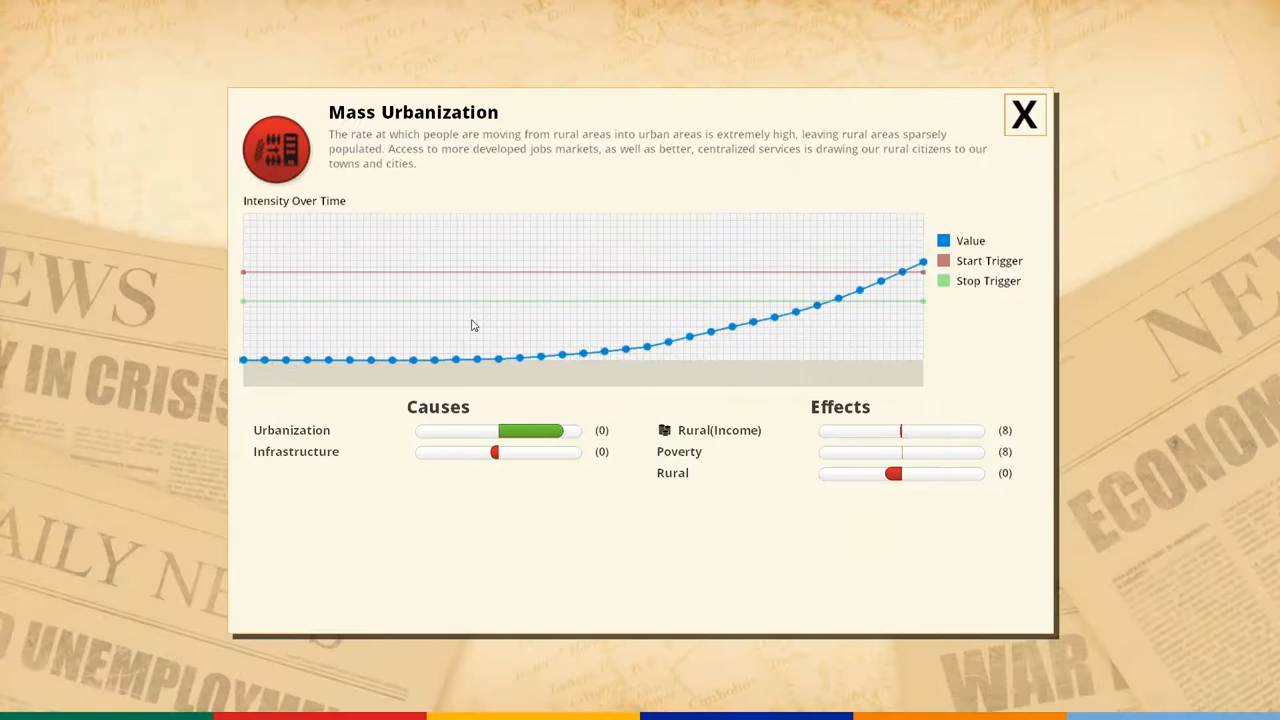 Mass Urbanization
X
The rate at which people are moving from rural areas into urban areas is extremely high, leaving rural areas sparsely
populated. Access to more developed jobs markets, as well as better, centralized services is drawing our rural citizens to our
towns and cities.
Intensity Over Time
Value
Start Trigger
Stop Trigger
Causes
Effects
Urbanization (0)
Infrastructure (0)
Rural(Income) (8)
Poverty (8)
Rural (0)
EWS
Y IN CRISIS
AILY NE
UNEMPLOYM
S
NE
ECONOM
WAR